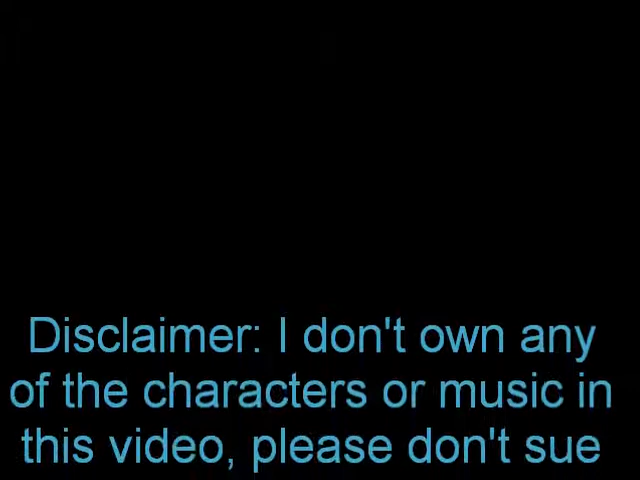 Disclaimer: I don't own any
of the characters or music in
this video, please don't sue